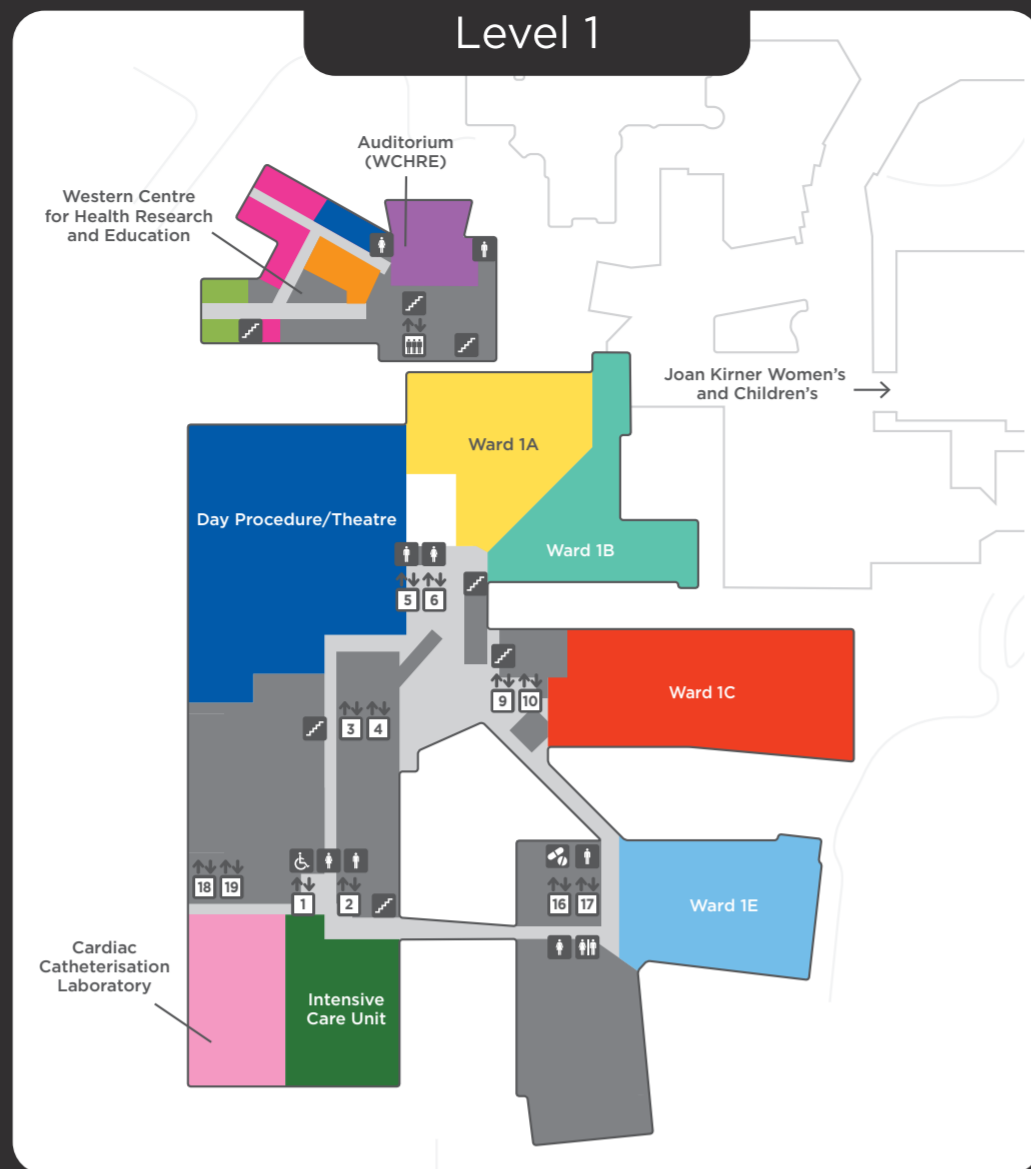 Level 1
Auditorium
(WCHRE)
Western Centre
for Health Research
and Education
Joan Kirner Women's
and Children's
Ward 1A
Day Procedure/Theatre
Ward 1B
5
6
Ward 1C
9
10
3
4
18
19
1
2
16
17
Ward 1E
Cardiac
Catheterisation
Laboratory
Intensive
Care Unit